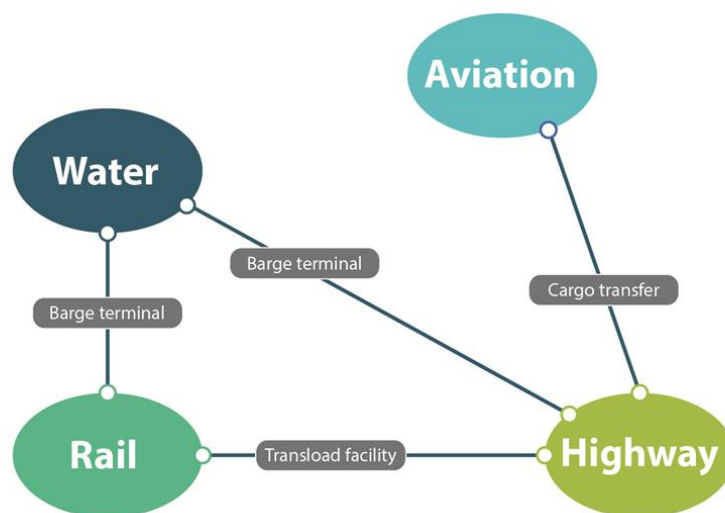 Aviation
Water
Barge terminal
Cargo transfer
Barge terminal
Rail
Transload facility
Highway